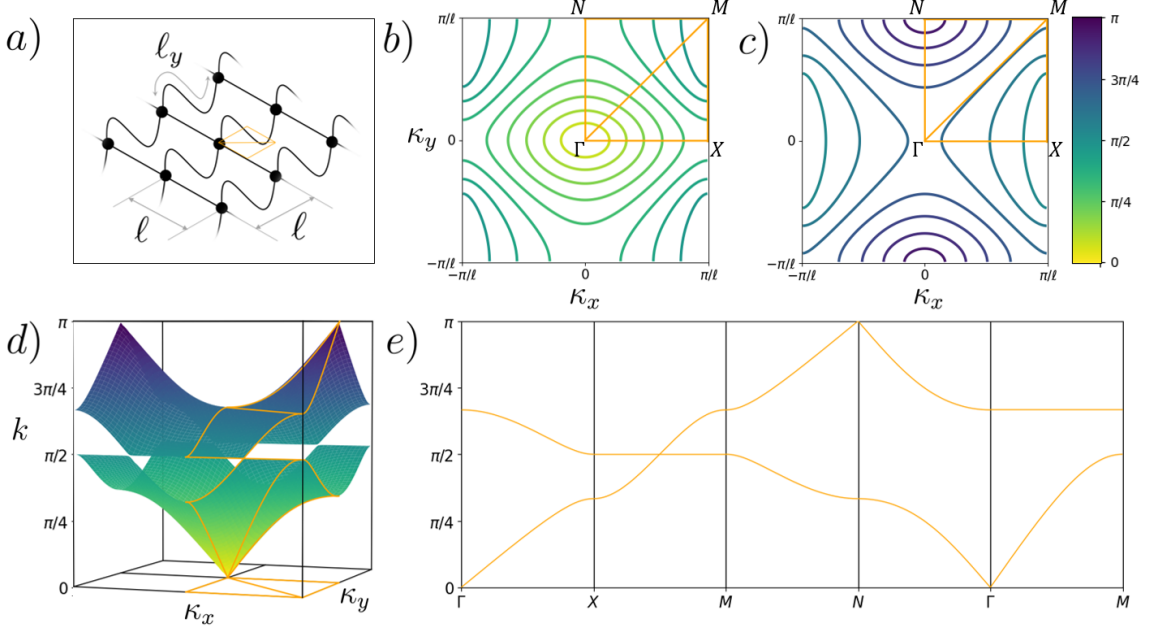 a)
ℓ_y
ℓ
ℓ
b)
π/ℓ
κ_y
0
−π/ℓ
−π/ℓ
0
π/ℓ
κ_x
N
M
Γ
X
c)
π/ℓ
0
−π/ℓ
−π/ℓ
0
π/ℓ
κ_x
N
M
Γ
X
π
3π/4
π/2
π/4
0
d)
π
3π/4
k
π/2
π/4
0
κ_x
κ_y
e)
π
3π/4
π/2
π/4
0
Γ
X
M
N
Γ
M